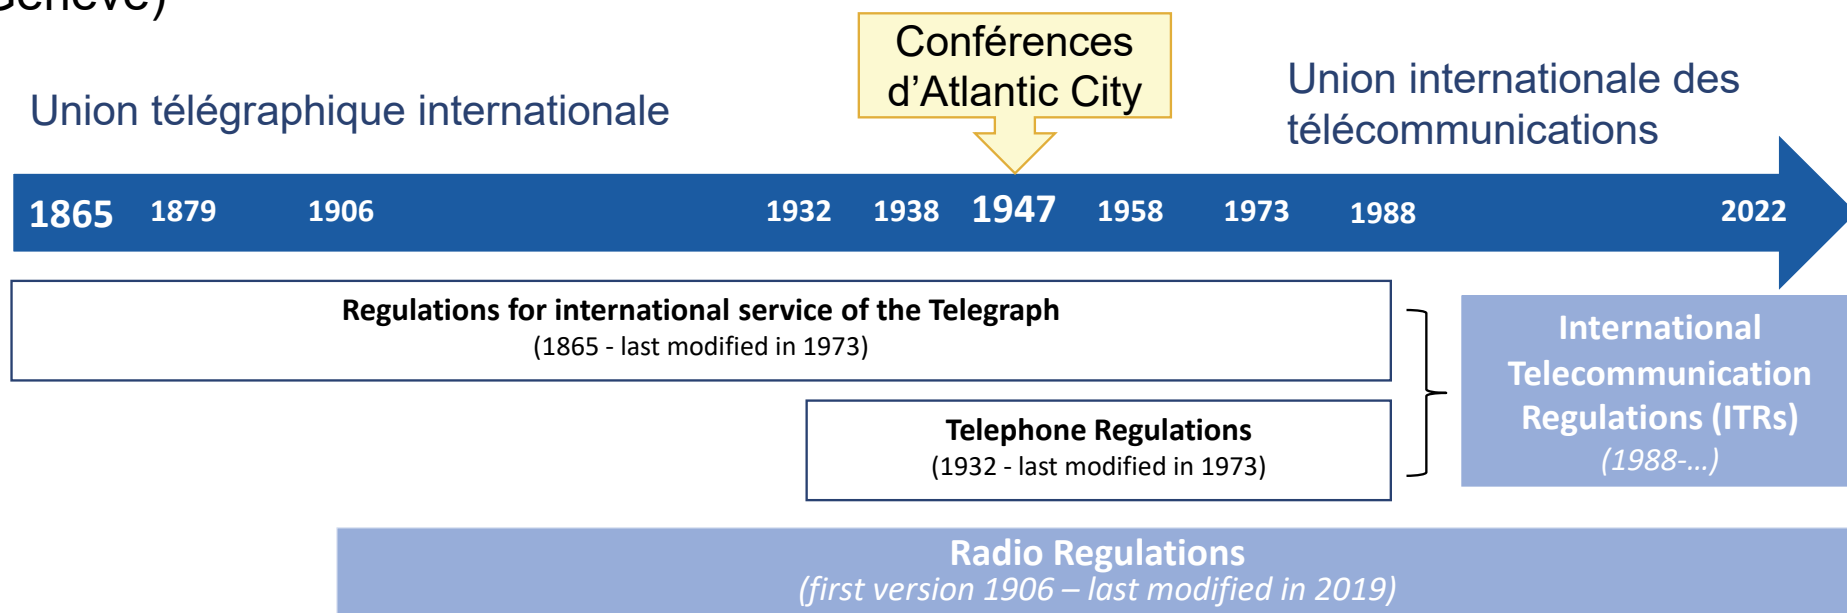 Genève)
Conférences
d’Atlantic City
Union télégraphique internationale
Union internationale des
télécommunications
1865 1879 1906 1932 1938 1947 1958 1973 1988 2022
Regulations for international service of the Telegraph
(1865 - last modified in 1973)
Telephone Regulations
(1932 - last modified in 1973)
International
Telecommunication
Regulations (ITRs)
(1988-...)
Radio Regulations
(first version 1906 – last modified in 2019)